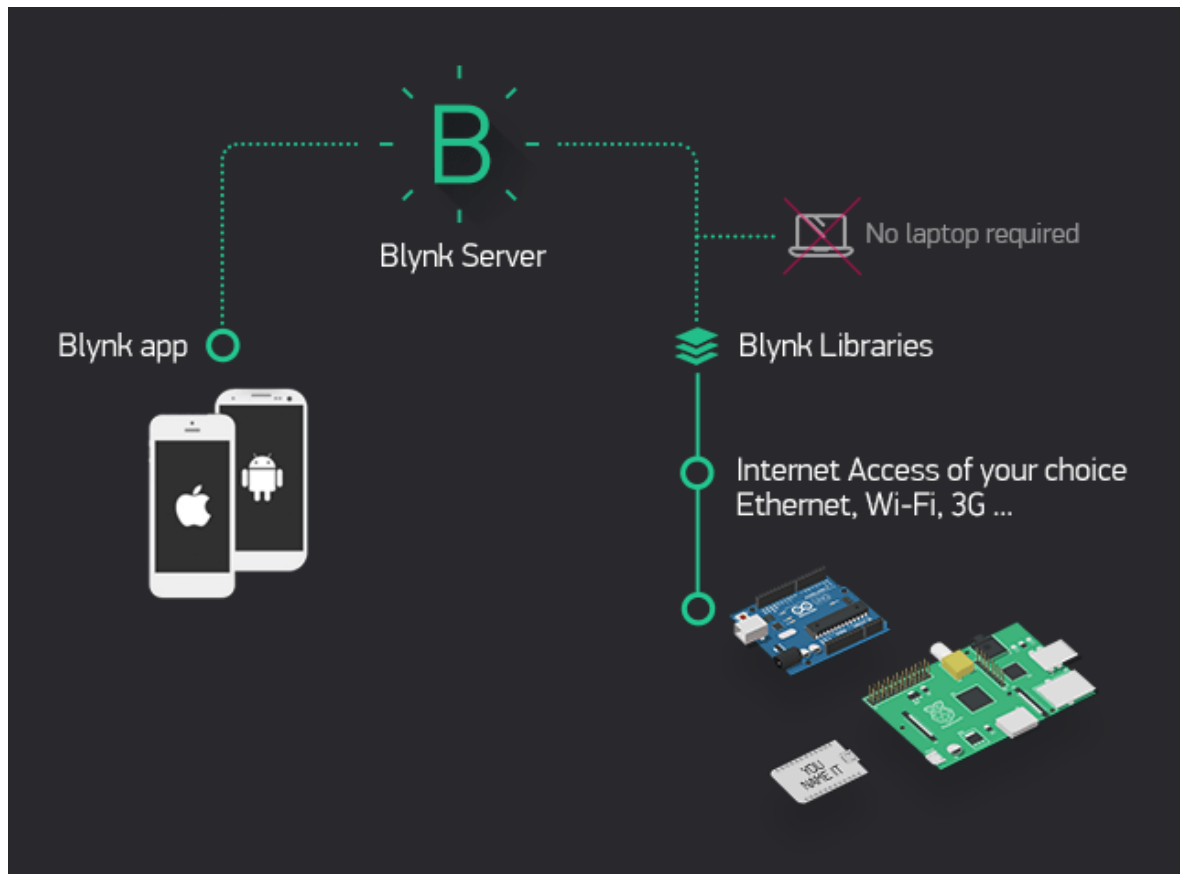 B
Blynk Server
No laptop required
Blynk app
Blynk Libraries
Internet Access of your choice
Ethernet, Wi-Fi, 3G ...
UNO
YOU
NAME IT